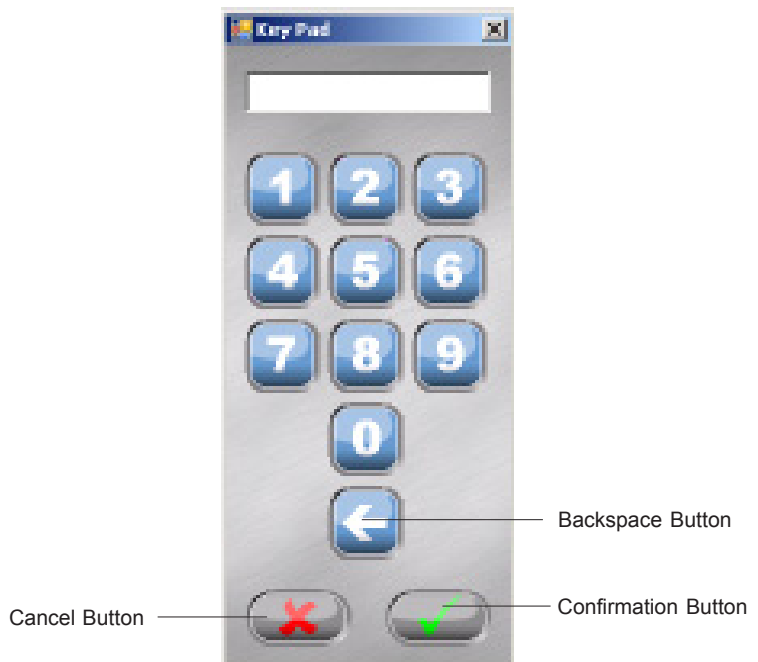 Key Pad
1 2 3
4 5 6
7 8 9
0
Backspace Button
Cancel Button
Confirmation Button